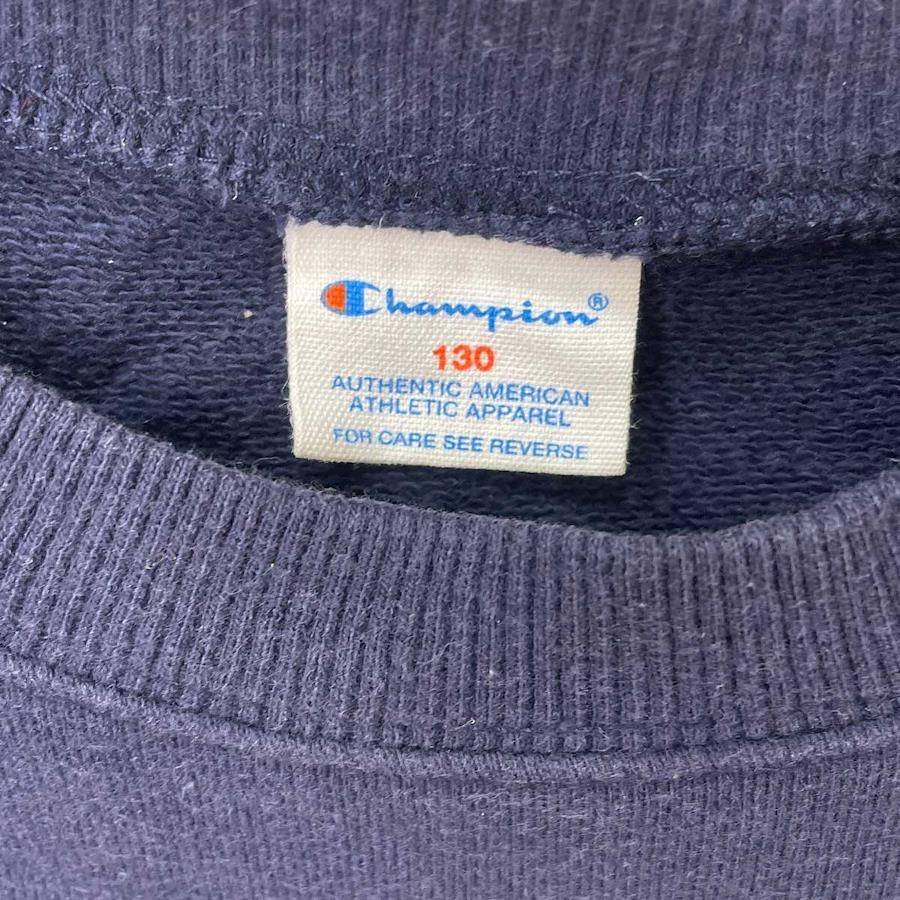 Champion®
130
AUTHENTIC AMERICAN
ATHLETIC APPAREL
FOR CARE SEE REVERSE